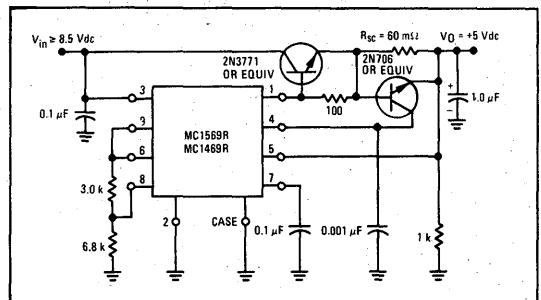 Vin ≥ 8.5 Vdc
RSC = 60 mΩ
VO = +5 Vdc
2N3771
OR EQUIV
2N706
OR EQUIV
0.1 µF
3
1
100
1.0 µF
+
−
9
MC1569R
MC1469R
4
6
5
3.0 k
8
7
6.8 k
2
CASE
0.1 µF
0.001 µF
1 k